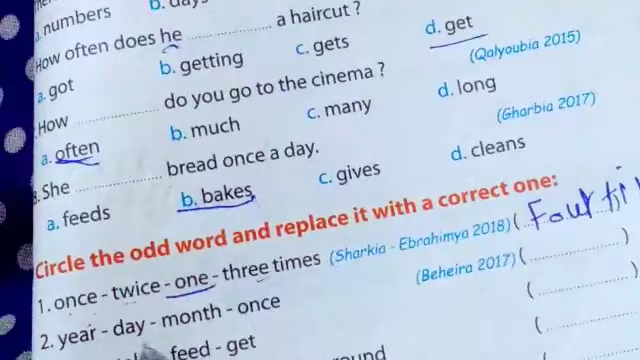 numbers b. days
How often does he ............... a haircut ?
a. got b. getting c. gets d. get
(Qalyoubia 2015)
How ............... do you go to the cinema ?
a. often b. much c. many d. long
(Gharbia 2017)
She ............... bread once a day.
a. feeds b. bakes c. gives d. cleans
Circle the odd word and replace it with a correct one:
1. once - twice - one - three times (Sharkia - Ebrahimya 2018) (
2. year - day - month - once (Beheira 2017) ( ............... )
feed - get ( ............... )